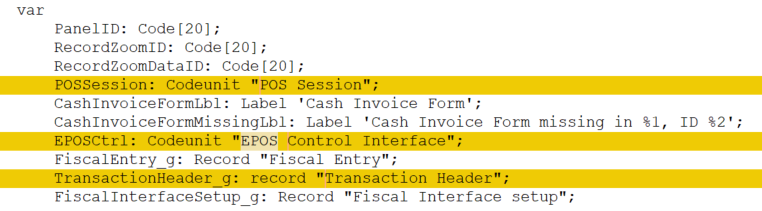 var
PanelID: Code[20];
RecordZoomID: Code[20];
RecordZoomDataID: Code[20];
POSSession: Codeunit "POS Session";
CashInvoiceFormLbl: Label 'Cash Invoice Form';
CashInvoiceFormMissingLbl: Label 'Cash Invoice Form missing in %1, ID %2';
EPOSCtrl: Codeunit "EPOS Control Interface";
FiscalEntry_g: Record "Fiscal Entry";
TransactionHeader_g: record "Transaction Header";
FiscalInterfaceSetup_g: Record "Fiscal Interface setup";